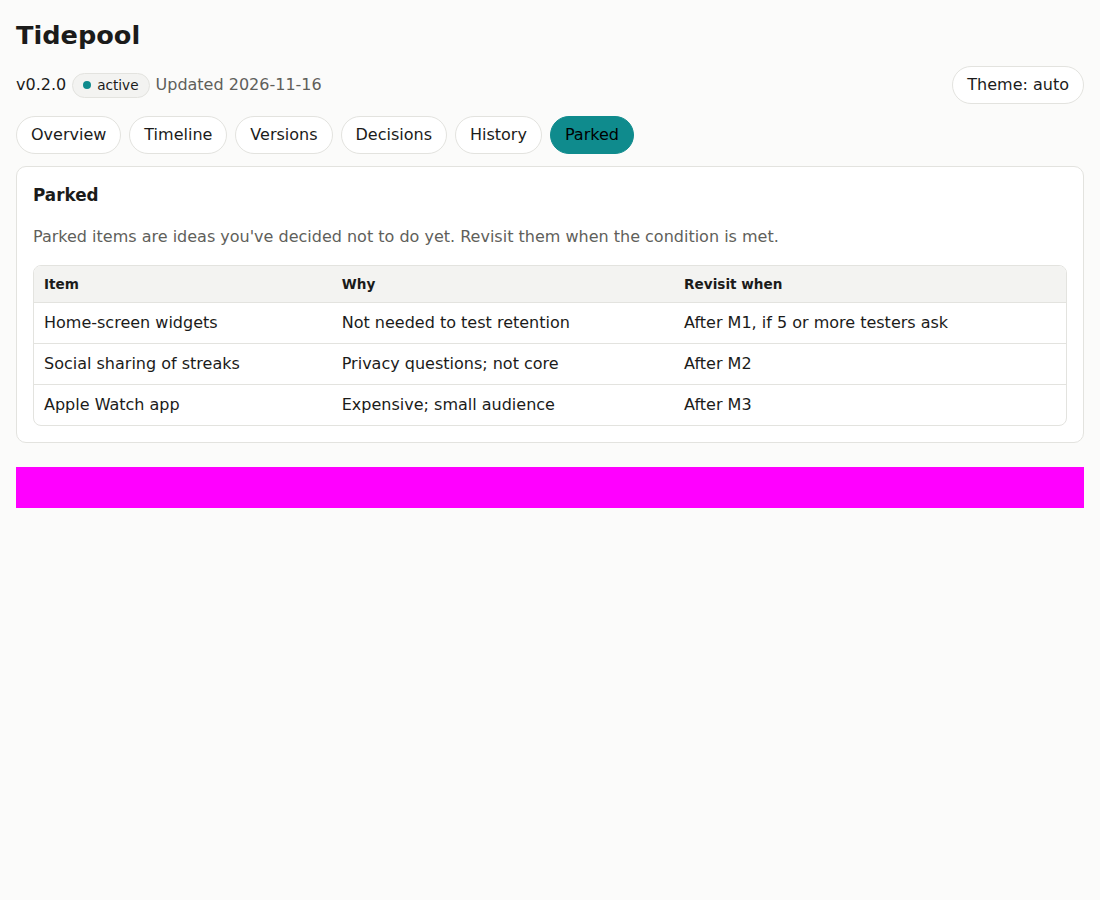 Tidepool
v0.2.0 active Updated 2026-11-16 Theme: auto
Overview Timeline Versions Decisions History Parked
Parked
Parked items are ideas you've decided not to do yet. Revisit them when the condition is met.
Item Why Revisit when
Home-screen widgets Not needed to test retention After M1, if 5 or more testers ask
Social sharing of streaks Privacy questions; not core After M2
Apple Watch app Expensive; small audience After M3